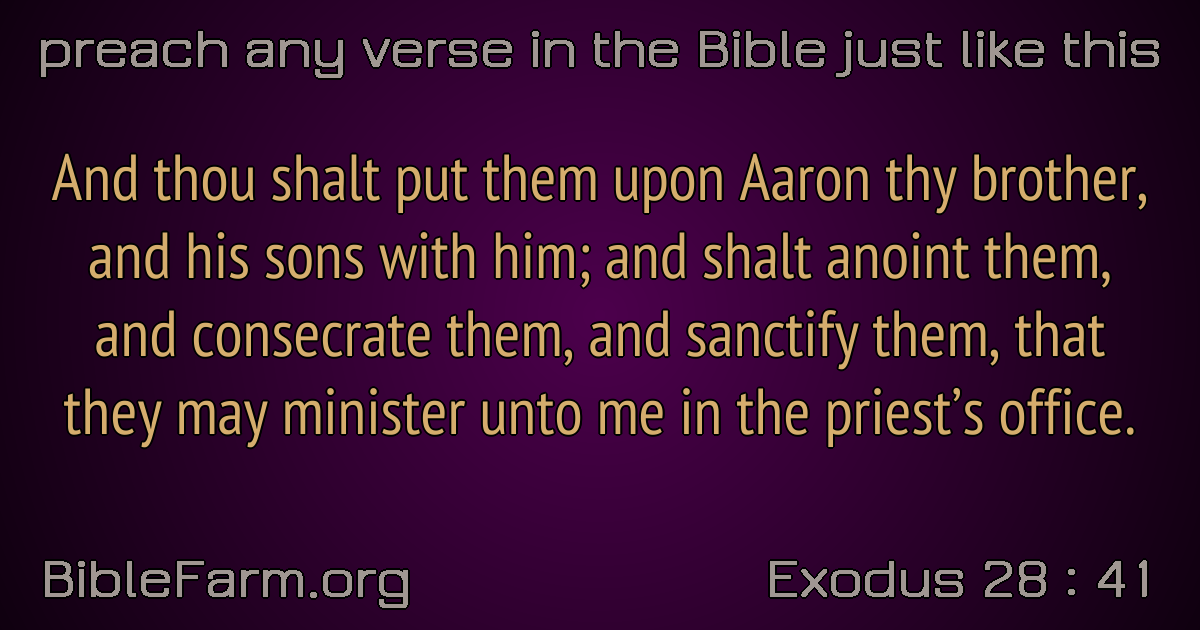 preach any verse in the Bible just like this
And thou shalt put them upon Aaron thy brother,
and his sons with him; and shalt anoint them,
and consecrate them, and sanctify them, that
they may minister unto me in the priest’s office.
BibleFarm.org
Exodus 28 : 41